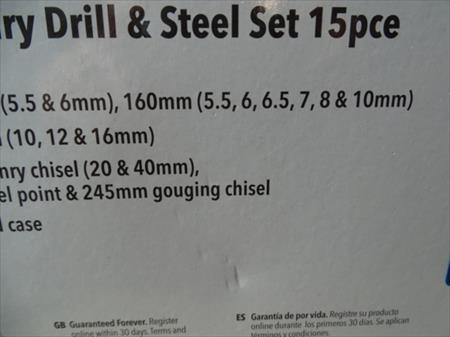 ry Drill & Steel Set 15pce
(5.5 & 6mm), 160mm (5.5, 6, 6.5, 7, 8 & 10mm)
(10, 12 & 16mm)
nry chisel (20 & 40mm),
el point & 245mm gouging chisel
case
GB Guaranteed Forever. Register
online within 30 days. Terms and
ES Garantía de por vida. Registre su producto
online durante los primeros 30 días. Se aplican
términos y condiciones.